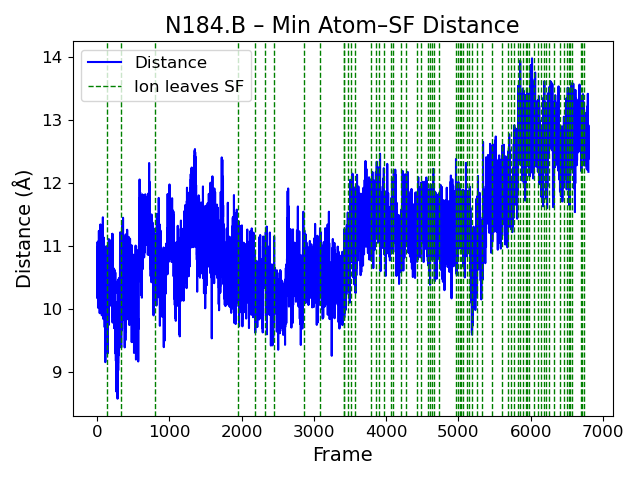 N184.B – Min Atom–SF Distance
Distance (Å)
14
13
12
11
10
9
Distance
Ion leaves SF
0 1000 2000 3000 4000 5000 6000 7000
Frame